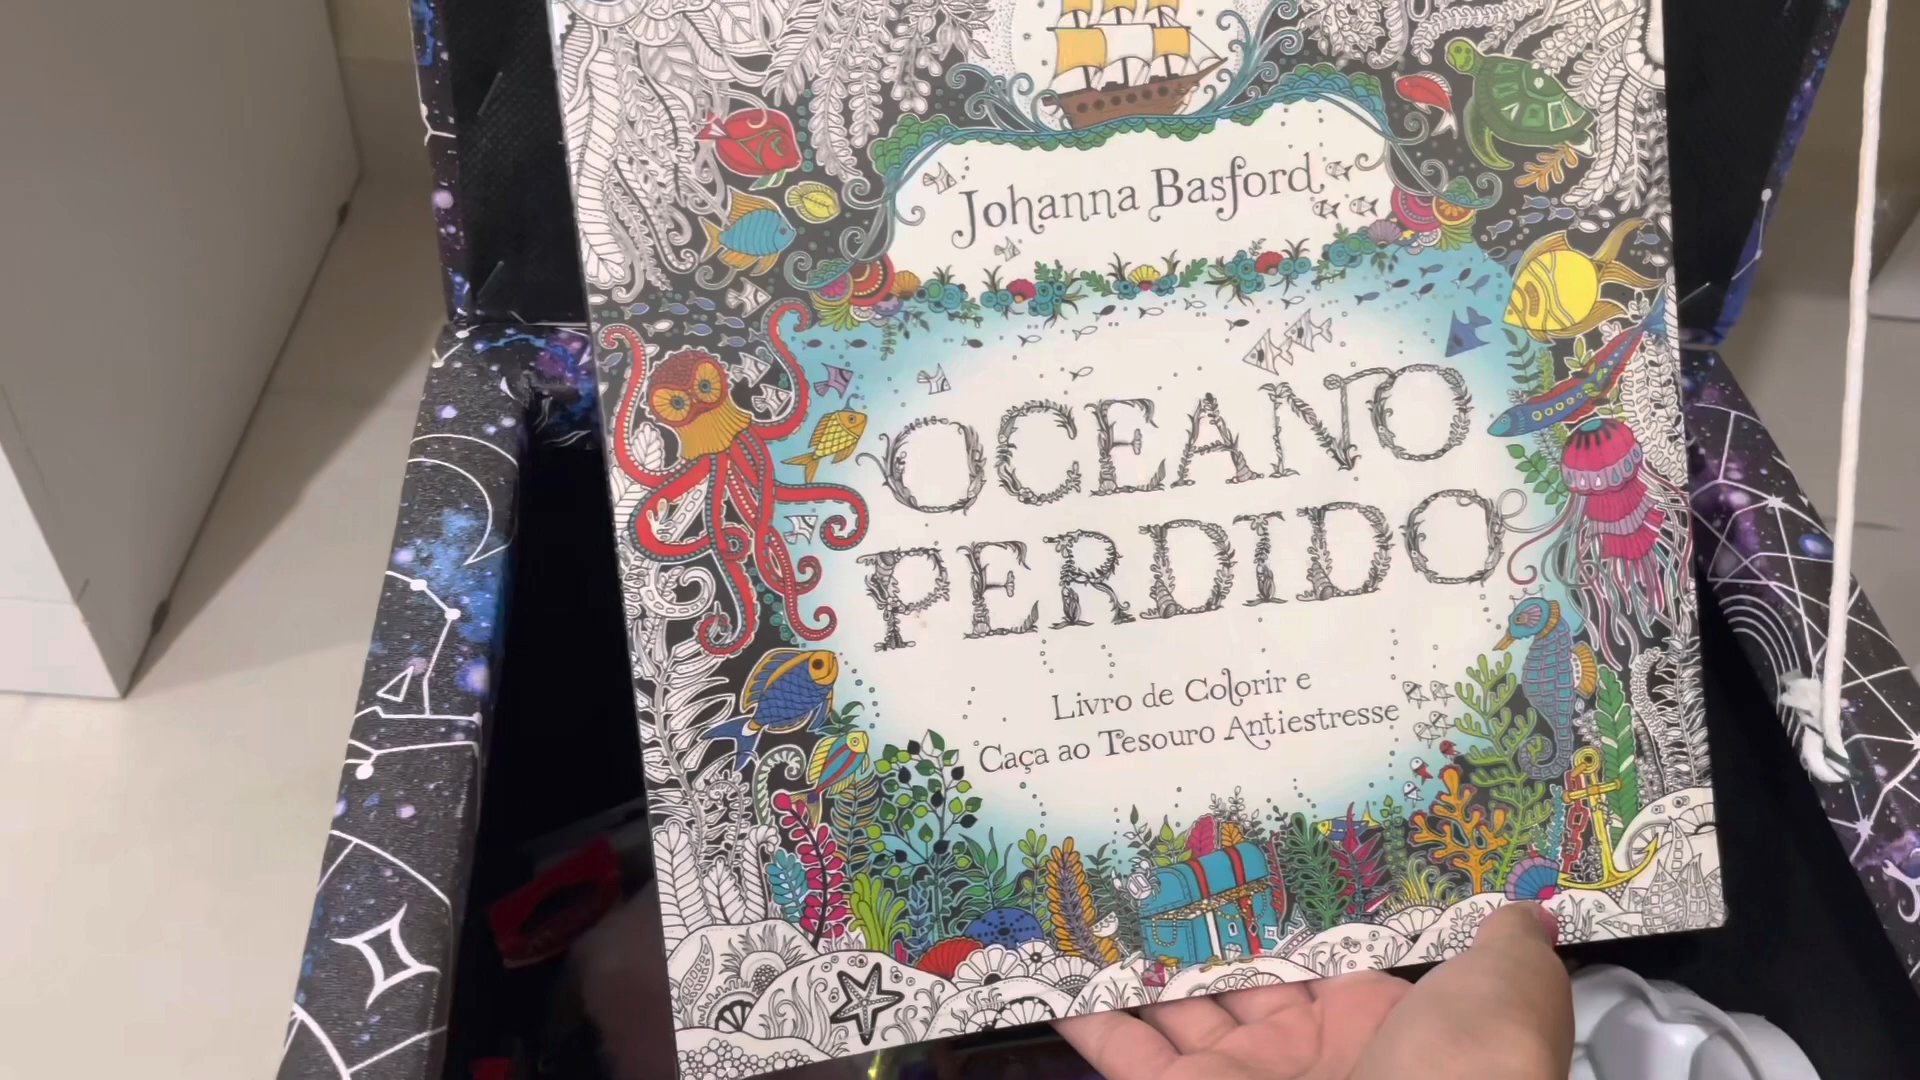 Johanna Basford
OCEANO
PERDIDO
Livro de Colorir e
Caça ao Tesouro Antiestresse